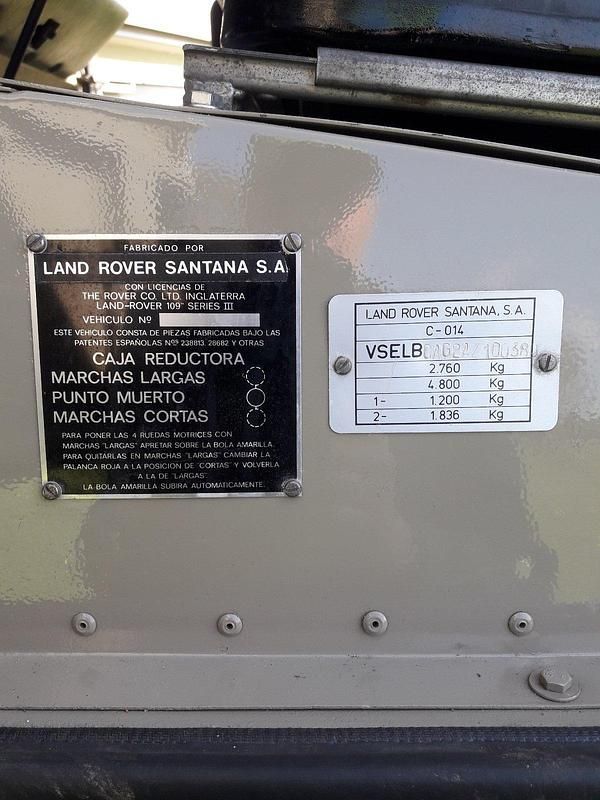 FABRICADO POR
LAND ROVER SANTANA S.A.
CON LICENCIAS DE
THE ROVER CO. LTD. INGLATERRA
LAND-ROVER 109" SERIES III
VEHICULO Nº
ESTE VEHICULO CONSTA DE PIEZAS FABRICADAS BAJO LAS
PATENTES ESPAÑOLAS Nºs 238813. 28682 Y OTRAS
CAJA REDUCTORA
MARCHAS LARGAS
PUNTO MUERTO
MARCHAS CORTAS
PARA PONER LAS 4 RUEDAS MOTRICES CON
MARCHAS "LARGAS" APRETAR SOBRE LA BOLA AMARILLA.
PARA QUITARLAS EN MARCHAS "LARGAS" CAMBIAR LA
PALANCA ROJA A LA POSICION DE "CORTAS" Y VOLVERLA
A LA DE "LARGAS".
LA BOLA AMARILLA SUBIRA AUTOMATICAMENTE.
LAND ROVER SANTANA, S.A.
C-014
VSELB
2.760 Kg
4.800 Kg
1- 1.200 Kg
2- 1.836 Kg